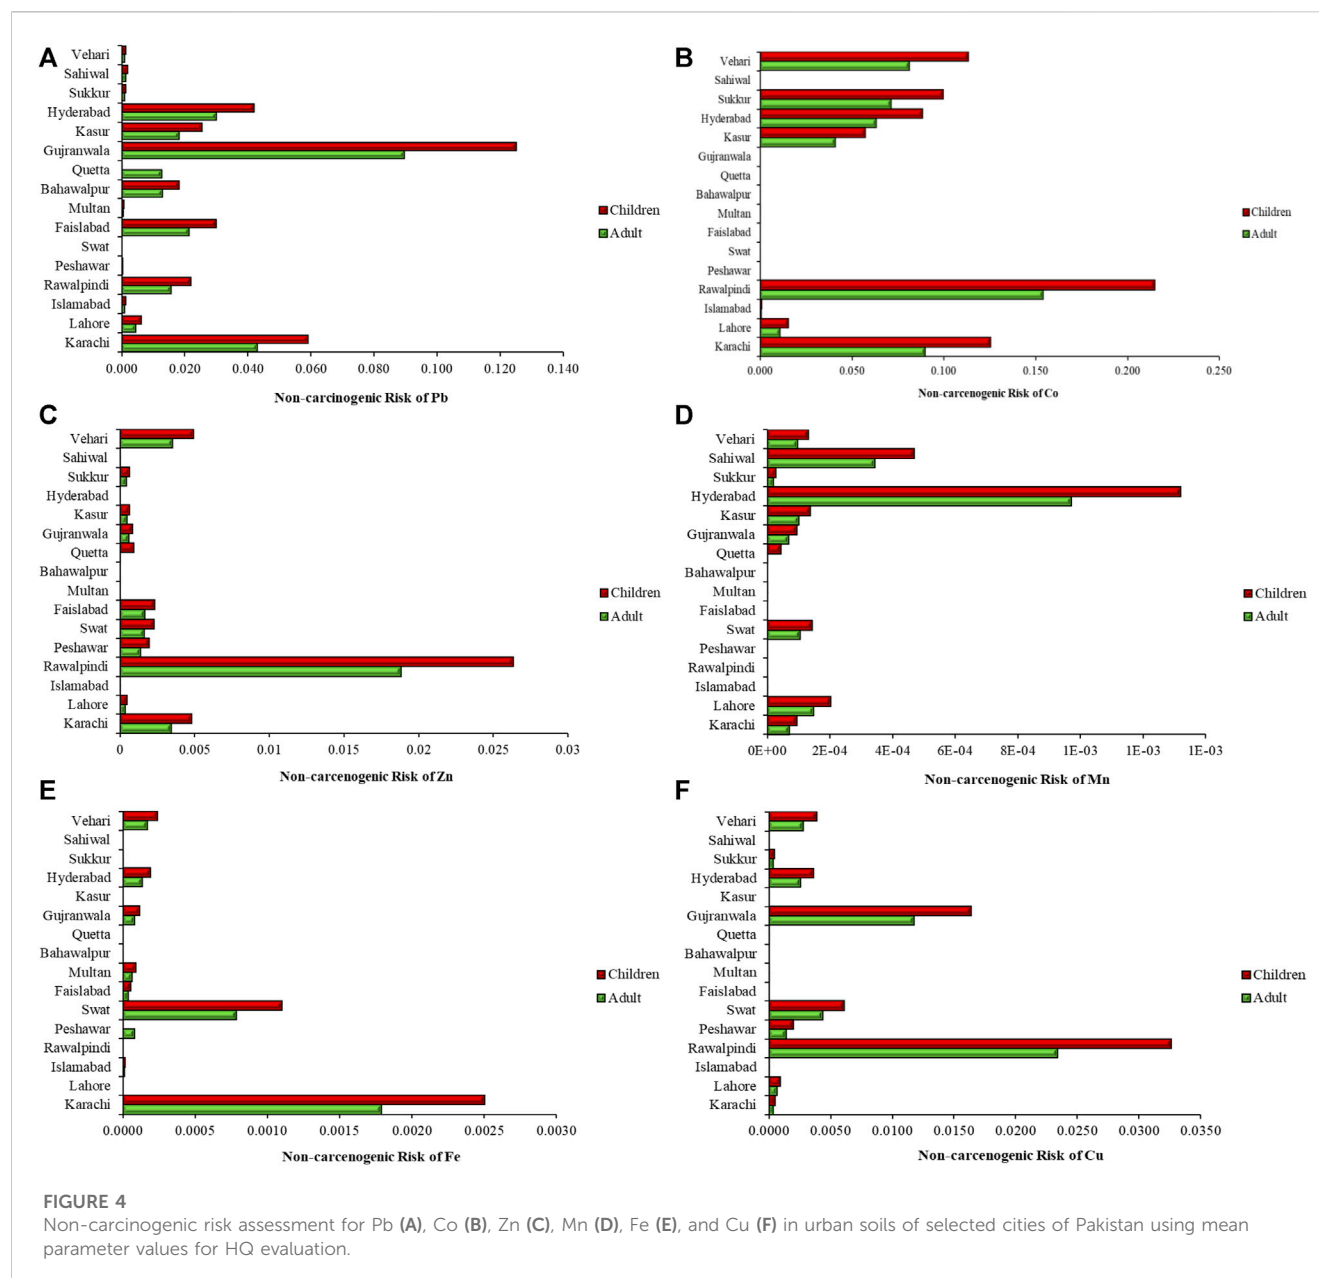 A
Vehari
Sahiwal
Sukkur
Hyderabad
Kasur
Gujranwala
Quetta
Bahawalpur
Multan
Faislabad
Swat
Peshawar
Rawalpindi
Islamabad
Lahore
Karachi
0.000 0.020 0.040 0.060 0.080 0.100 0.120 0.140
Non-carcinogenic Risk of Pb
Children
Adult
B
Vehari
Sahiwal
Sukkur
Hyderabad
Kasur
Gujranwala
Quetta
Bahawalpur
Multan
Faislabad
Swat
Peshawar
Rawalpindi
Islamabad
Lahore
Karachi
0.000 0.050 0.100 0.150 0.200 0.250
Non-carcenogenic Risk of Co
Children
Adult
C
Vehari
Sahiwal
Sukkur
Hyderabad
Kasur
Gujranwala
Quetta
Bahawalpur
Multan
Faislabad
Swat
Peshawar
Rawalpindi
Islamabad
Lahore
Karachi
0 0.005 0.01 0.015 0.02 0.025 0.03
Non-carcenogenic Risk of Zn
Children
Adult
D
Vehari
Sahiwal
Sukkur
Hyderabad
Kasur
Gujranwala
Quetta
Bahawalpur
Multan
Faislabad
Swat
Peshawar
Rawalpindi
Islamabad
Lahore
Karachi
0E+00 2E-04 4E-04 6E-04 8E-04 1E-03 1E-03 1E-03
Non-carcenogenic Risk of Mn
Children
Adult
E
Vehari
Sahiwal
Sukkur
Hyderabad
Kasur
Gujranwala
Quetta
Bahawalpur
Multan
Faislabad
Swat
Peshawar
Rawalpindi
Islamabad
Lahore
Karachi
0.0000 0.0005 0.0010 0.0015 0.0020 0.0025 0.0030
Non-carcenogenic Risk of Fe
Children
Adult
F
Vehari
Sahiwal
Sukkur
Hyderabad
Kasur
Gujranwala
Quetta
Bahawalpur
Multan
Faislabad
Swat
Peshawar
Rawalpindi
Islamabad
Lahore
Karachi
0.0000 0.0050 0.0100 0.0150 0.0200 0.0250 0.0300 0.0350
Non-carcenogenic Risk of Cu
Children
Adult
FIGURE 4
Non-carcinogenic risk assessment for Pb (A), Co (B), Zn (C), Mn (D), Fe (E), and Cu (F) in urban soils of selected cities of Pakistan using mean
parameter values for HQ evaluation.